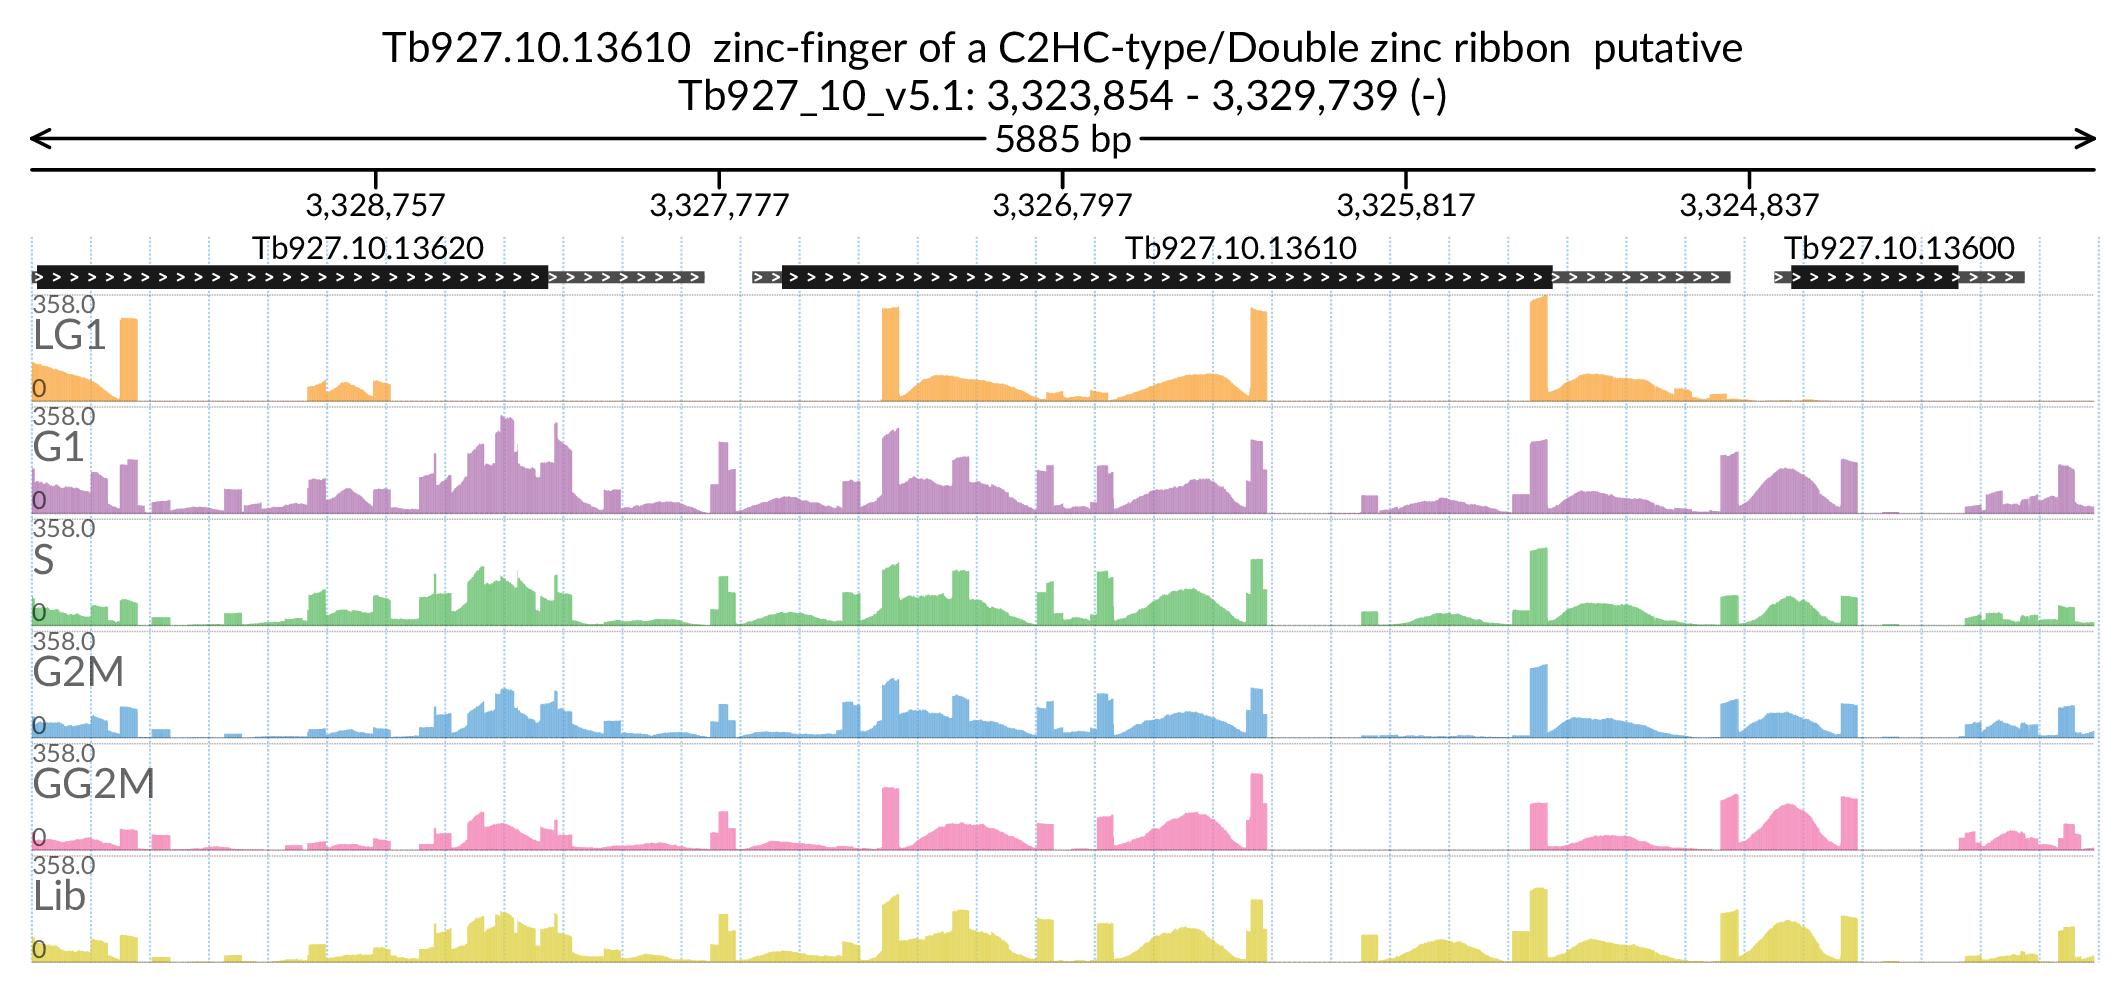 Tb927.10.13610  zinc-finger of a C2HC-type/Double zinc ribbon  putative
Tb927_10_v5.1: 3,323,854 - 3,329,739 (-)
5885 bp
3,328,757 3,327,777 3,326,797 3,325,817 3,324,837
Tb927.10.13620 Tb927.10.13610 Tb927.10.13600
358.0
LG1
0
358.0
G1
0
358.0
S
0
358.0
G2M
0
358.0
GG2M
0
358.0
Lib
0